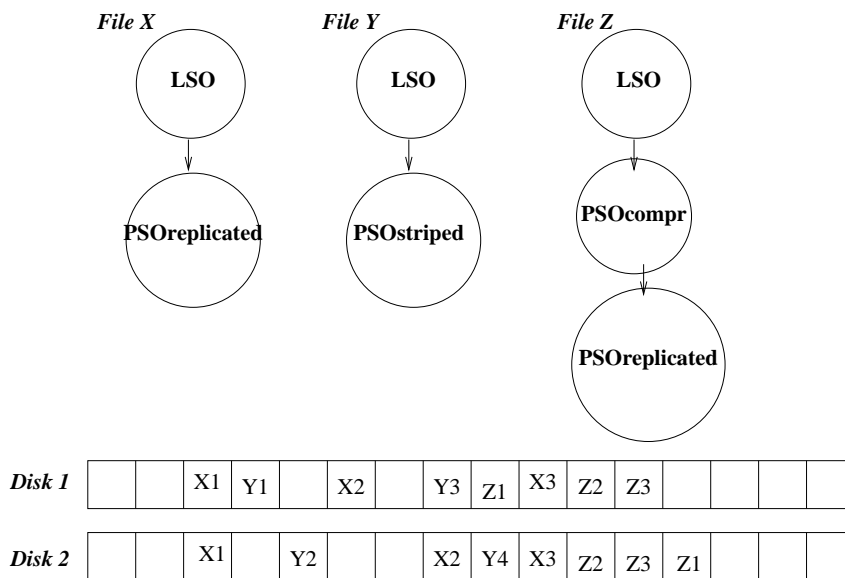 File X File Y File Z
LSO LSO LSO
PSOcompr
PSOreplicated PSOstriped
PSOreplicated
Disk 1 X1 Y1 X2 Y3 Z1 X3 Z2 Z3
Disk 2 X1 Y2 X2 Y4 X3 Z2 Z3 Z1